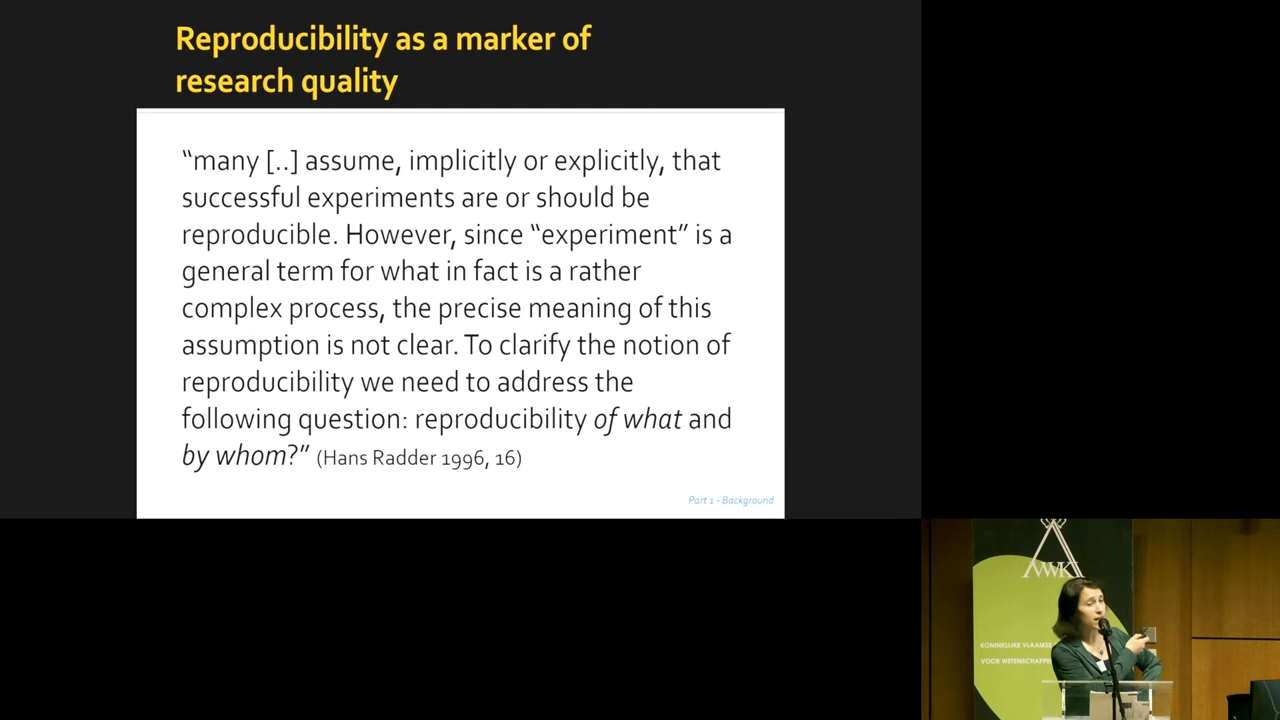 Reproducibility as a marker of
research quality
“many [..] assume, implicitly or explicitly, that
successful experiments are or should be
reproducible. However, since “experiment” is a
general term for what in fact is a rather
complex process, the precise meaning of this
assumption is not clear. To clarify the notion of
reproducibility we need to address the
following question: reproducibility of what and
by whom?” (Hans Radder 1996, 16)
Part 1 - Background
KONINKLIJKE VLAAMSE
VOOR WETENSCHAPPEN